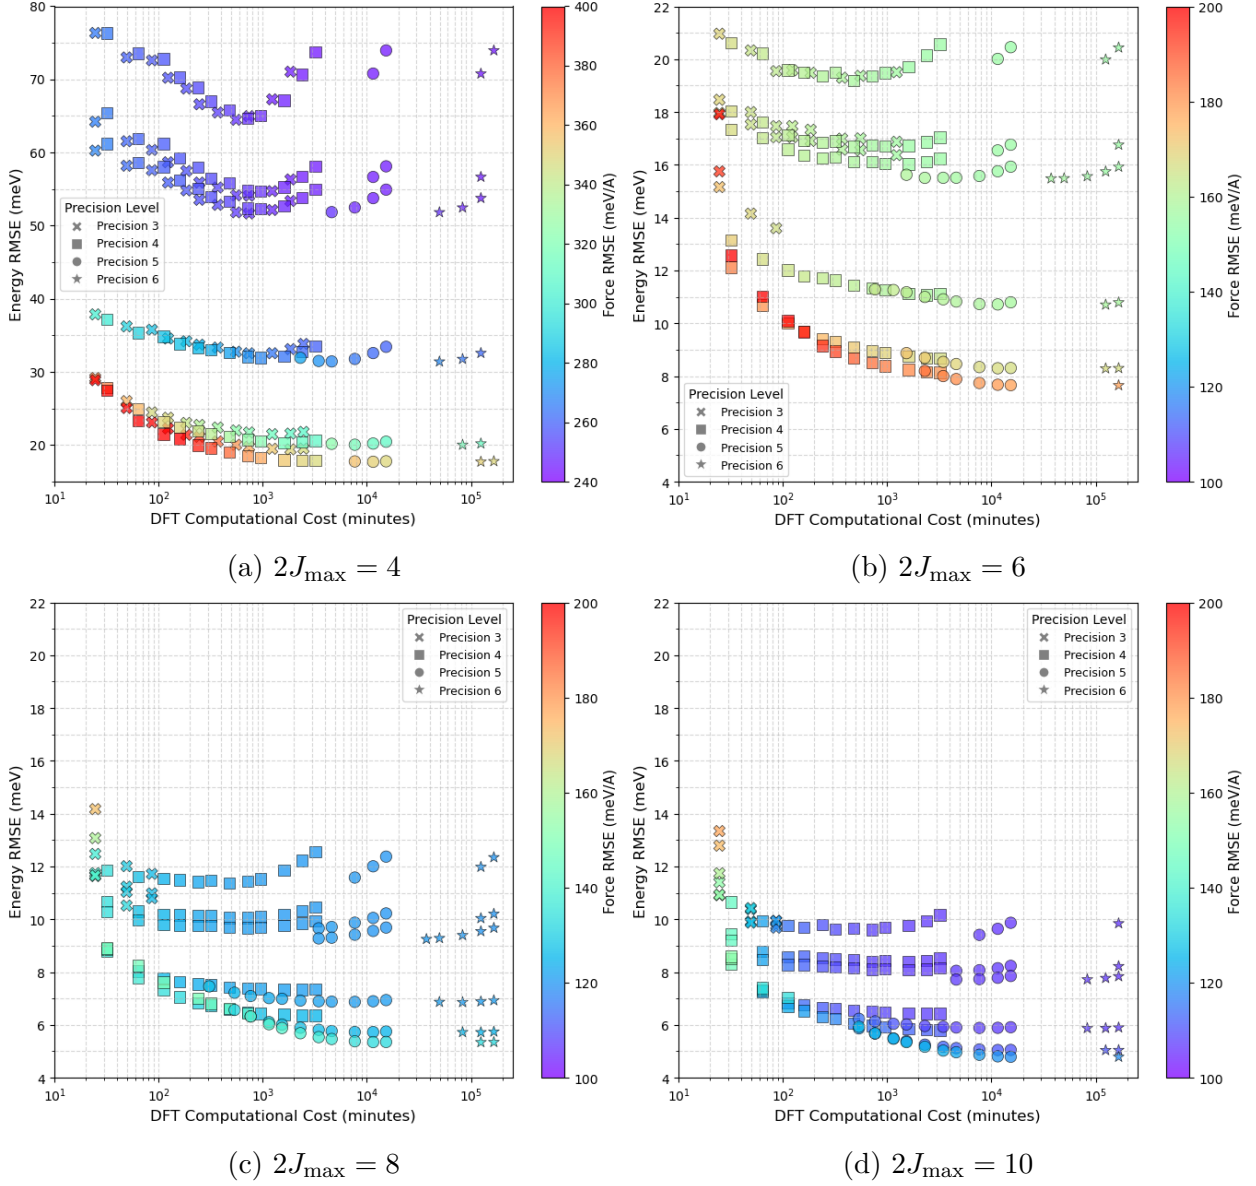 80
70
60
50
40
30
20
Energy RMSE (meV)
10¹ 10² 10³ 10⁴ 10⁵
DFT Computational Cost (minutes)
Precision Level
Precision 3
Precision 4
Precision 5
Precision 6
400
380
360
340
320
300
280
260
240
Force RMSE (meV/A)
(a) 2J_max = 4
22
20
18
16
14
12
10
8
6
4
Energy RMSE (meV)
10¹ 10² 10³ 10⁴ 10⁵
DFT Computational Cost (minutes)
Precision Level
Precision 3
Precision 4
Precision 5
Precision 6
200
180
160
140
120
100
Force RMSE (meV/A)
(b) 2J_max = 6
22
20
18
16
14
12
10
8
6
4
Energy RMSE (meV)
10¹ 10² 10³ 10⁴ 10⁵
DFT Computational Cost (minutes)
Precision Level
Precision 3
Precision 4
Precision 5
Precision 6
200
180
160
140
120
100
Force RMSE (meV/A)
(c) 2J_max = 8
22
20
18
16
14
12
10
8
6
4
Energy RMSE (meV)
10¹ 10² 10³ 10⁴ 10⁵
DFT Computational Cost (minutes)
Precision Level
Precision 3
Precision 4
Precision 5
Precision 6
200
180
160
140
120
100
Force RMSE (meV/A)
(d) 2J_max = 10